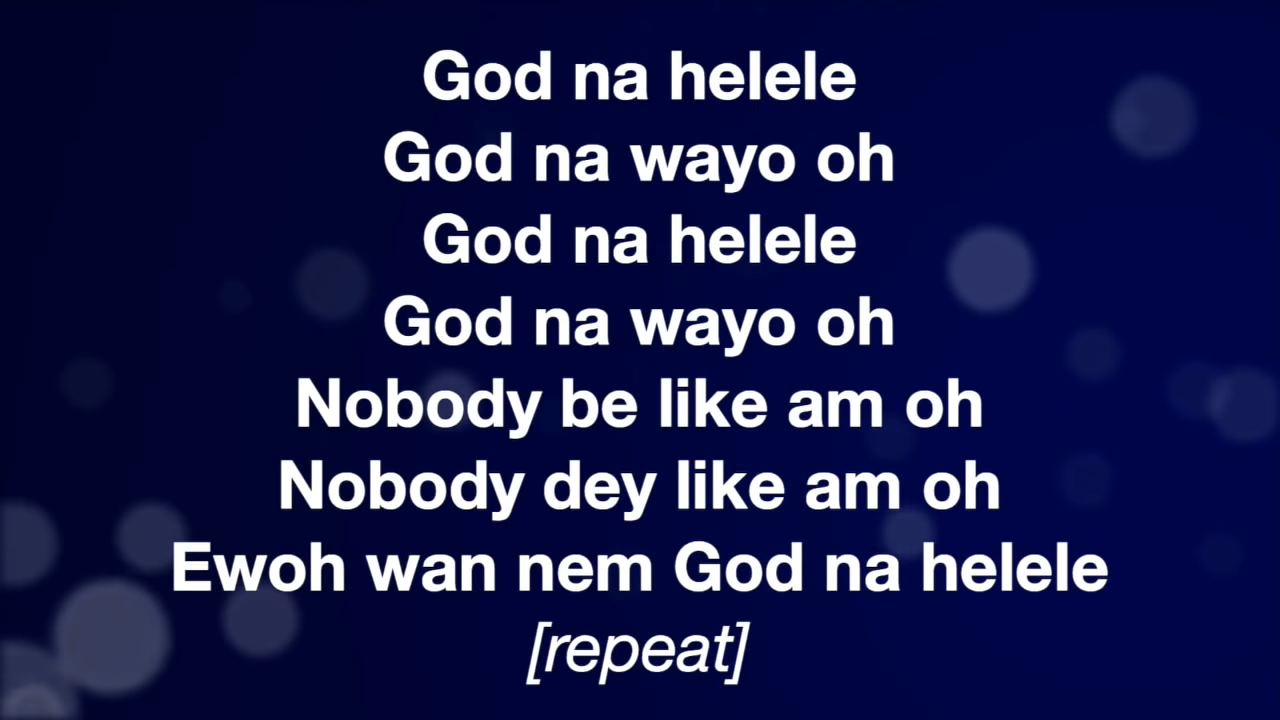 God na helele
God na wayo oh
God na helele
God na wayo oh
Nobody be like am oh
Nobody dey like am oh
Ewoh wan nem God na helele
[repeat]